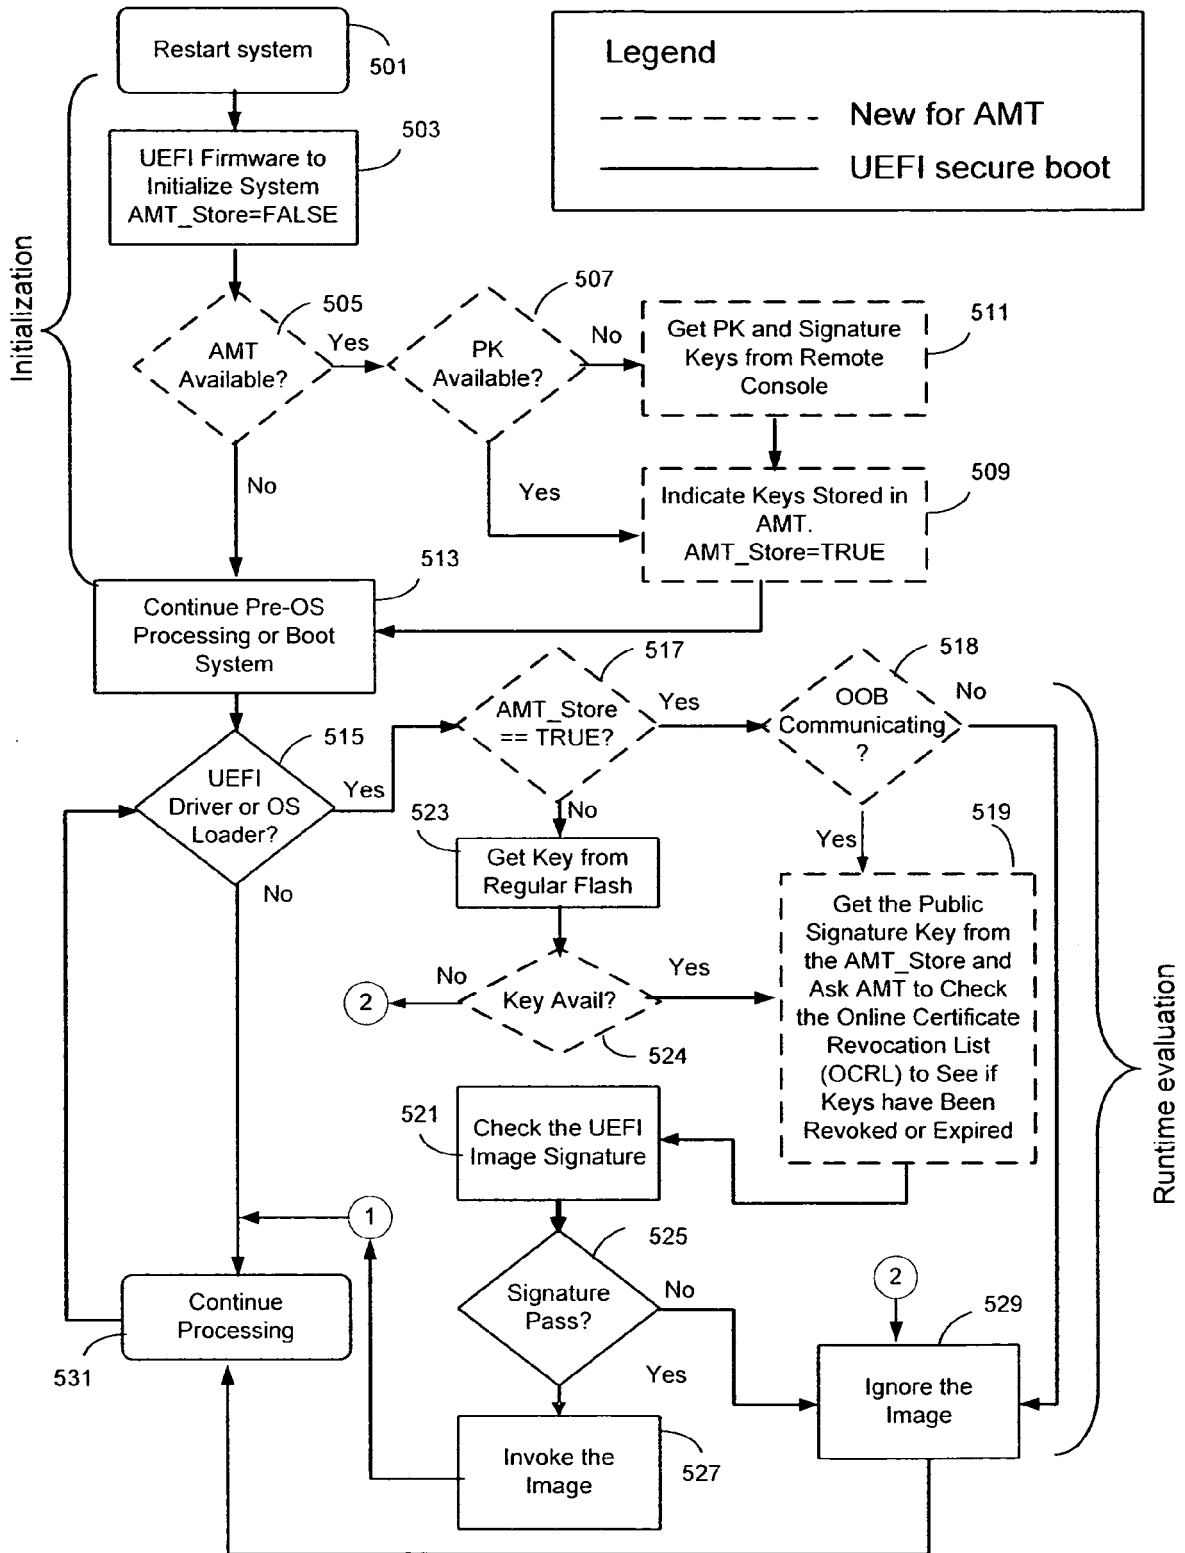 Restart system
501
Legend
New for AMT
UEFI secure boot
503
UEFI Firmware to
Initialize System
AMT_Store=FALSE
Initialization
505
AMT
Available?
Yes
No
507
PK
Available?
No
Yes
511
Get PK and Signature
Keys from Remote
Console
509
Indicate Keys Stored in
AMT.
AMT_Store=TRUE
513
Continue Pre-OS
Processing or Boot
System
515
UEFI
Driver or OS
Loader?
Yes
No
517
AMT_Store
== TRUE?
Yes
No
518
OOB
Communicating
?
No
Yes
523
Get Key from
Regular Flash
519
Get the Public
Signature Key from
the AMT_Store and
Ask AMT to Check
the Online Certificate
Revocation List
(OCRL) to See if
Keys have Been
Revoked or Expired
No
2
Key Avail?
Yes
524
Runtime evaluation
521
Check the UEFI
Image Signature
1
525
Signature
Pass?
No
Yes
2
529
Ignore the
Image
Continue
Processing
531
Invoke the
Image
527